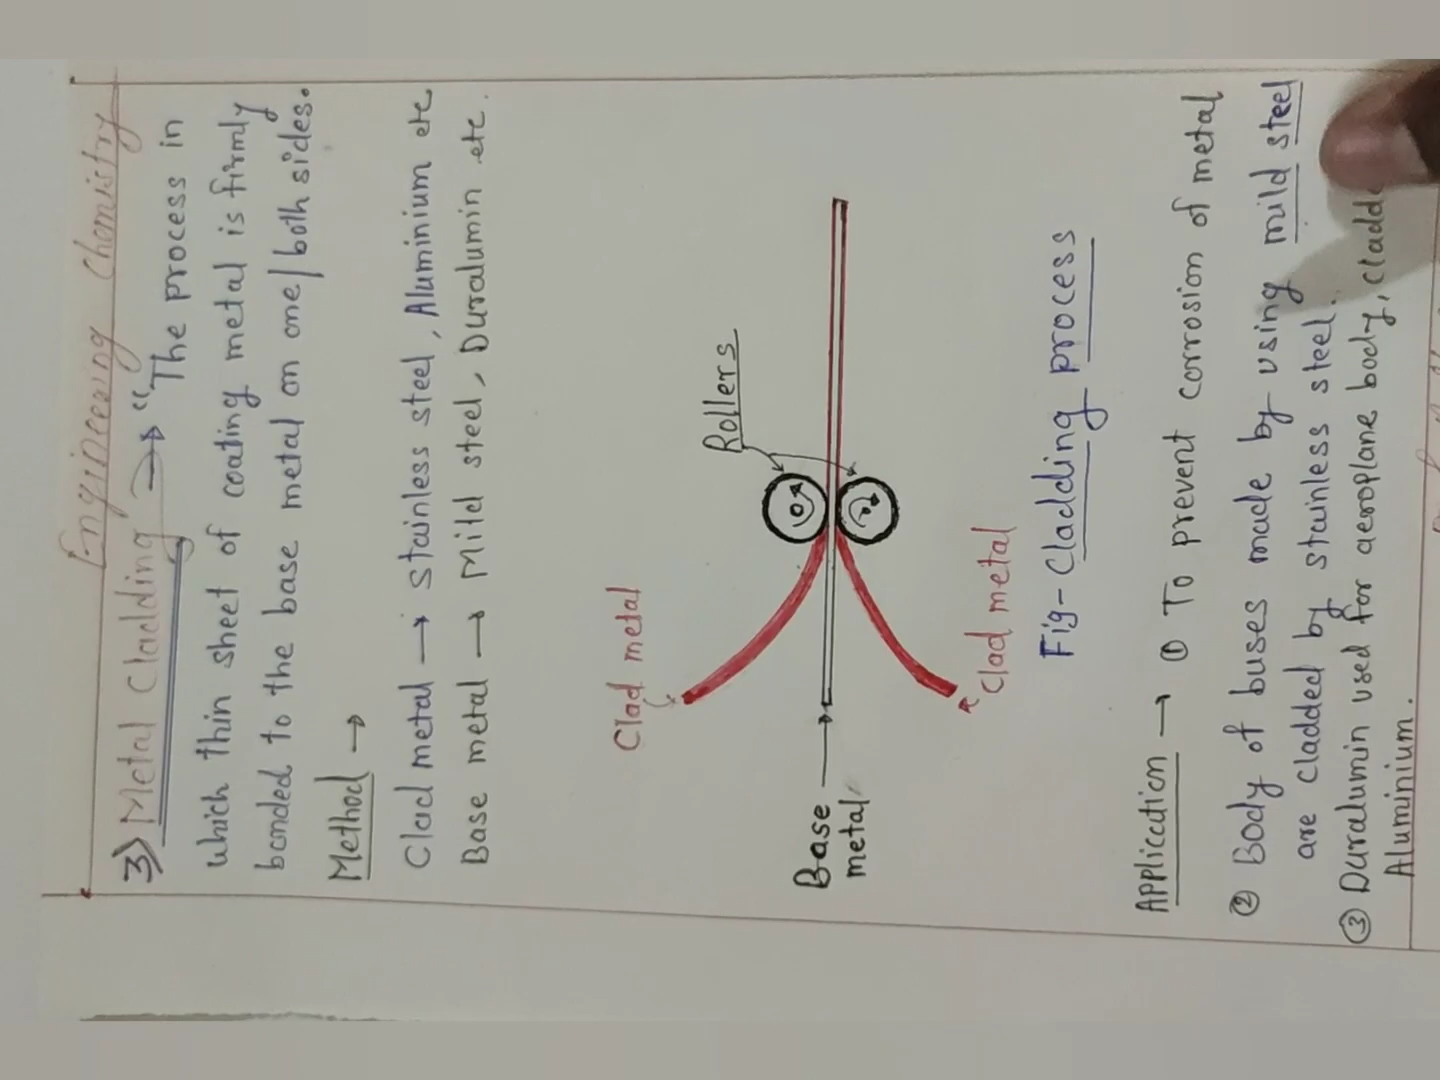 Engineering Chemistry
3) Metal Cladding → "The process in
which thin sheet of coating metal is firmly
bonded to the base metal on one/both sides.
Method →
Clad metal → stainless steel, Aluminium etc
Base metal → Mild steel, Duralumin etc.
Clad metal
Rollers
Base
metal
Clad metal
Fig-Cladding process
Application → ① To prevent corrosion of metal
② Body of buses made by using mild steel
are cladded by stainless steel.
③ Duralumin used for aeroplane body, cladde
Aluminium.